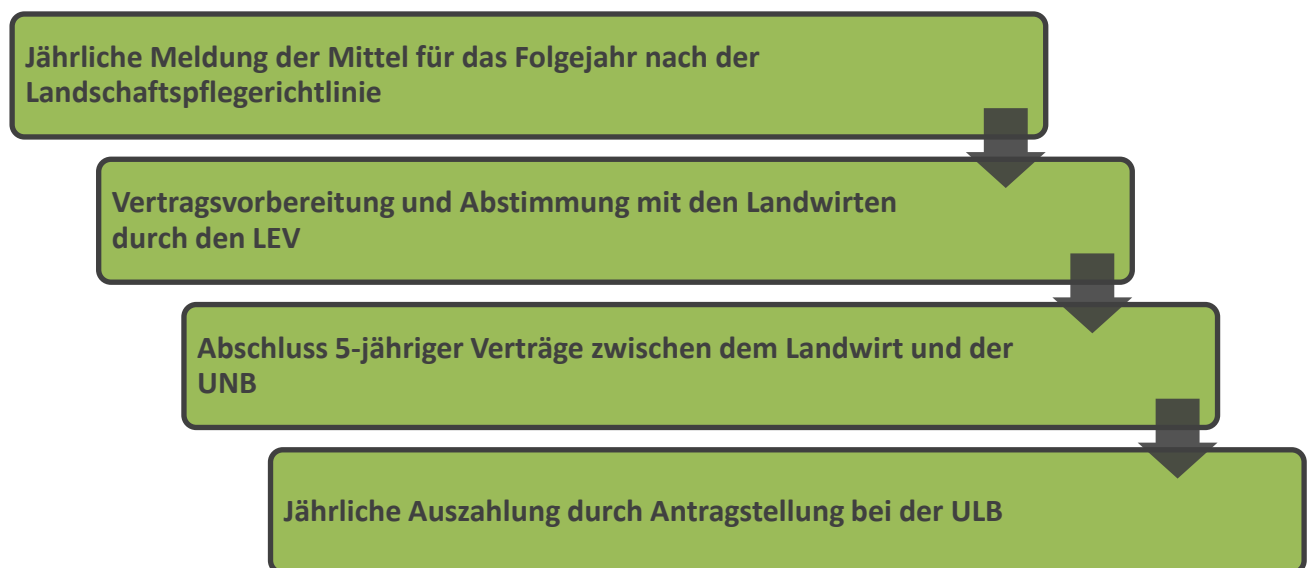 Jährliche Meldung der Mittel für das Folgejahr nach der
Landschaftspflegerichtlinie
Vertragsvorbereitung und Abstimmung mit den Landwirten
durch den LEV
Abschluss 5-jähriger Verträge zwischen dem Landwirt und der
UNB
Jährliche Auszahlung durch Antragstellung bei der ULB